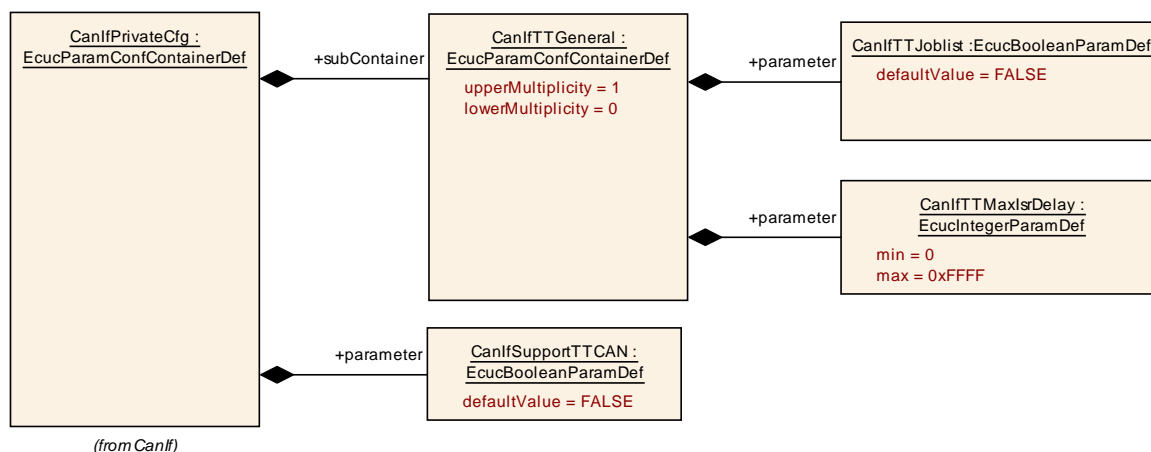 CanIfPrivateCfg :
EcucParamConfContainerDef
+subContainer
CanIfTTGeneral :
EcucParamConfContainerDef
upperMultiplicity = 1
lowerMultiplicity = 0
+parameter
CanIfTTJoblist :EcucBooleanParamDef
defaultValue = FALSE
+parameter
CanIfTTMaxIsrDelay :
EcucIntegerParamDef
min = 0
max = 0xFFFF
+parameter
CanIfSupportTTCAN :
EcucBooleanParamDef
defaultValue = FALSE
(from CanIf)